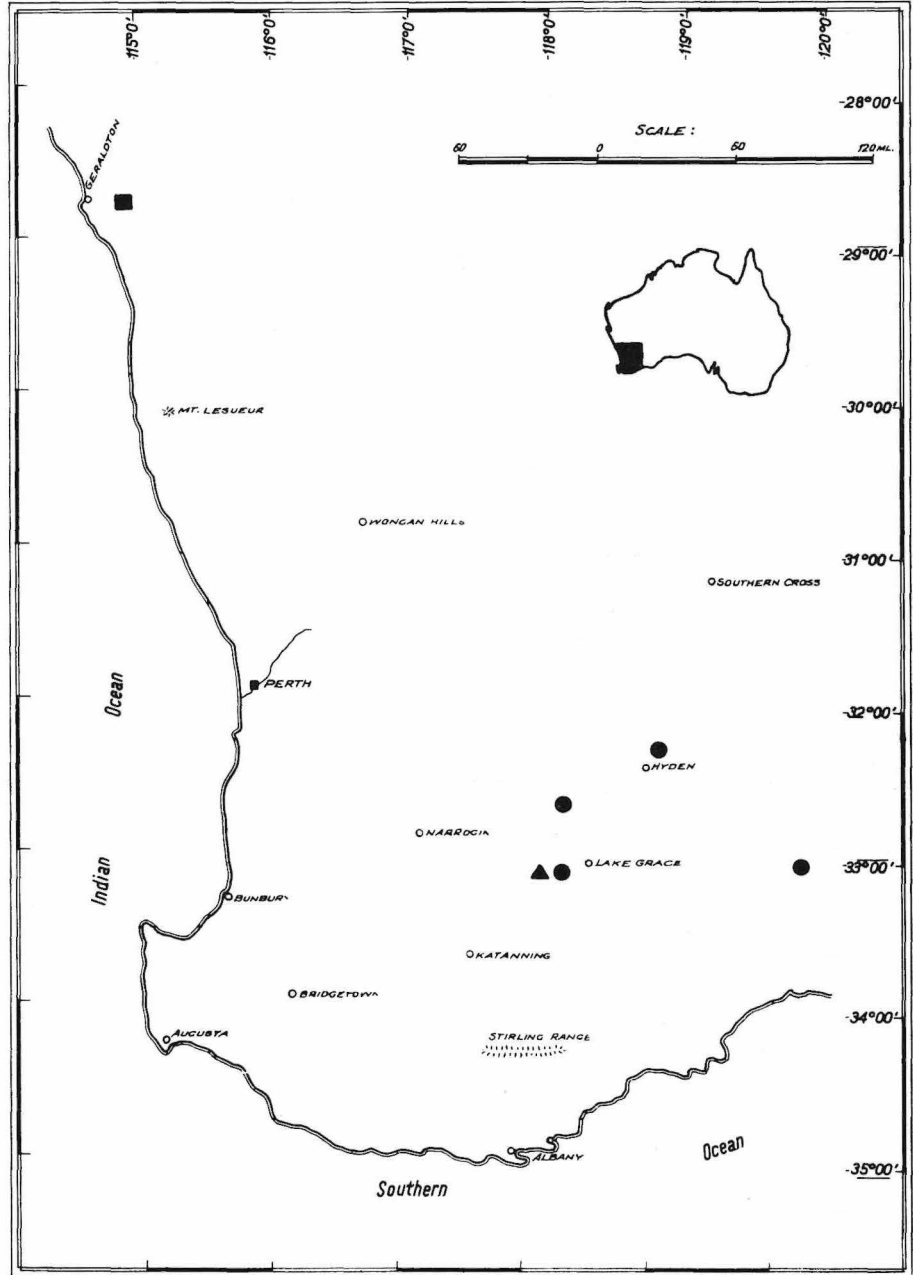 -115°0'
-116°0'
-117°0'
-118°0'
-119°0'
-120°0'
-28°00'
SCALE :
60 0 60 120 ML.
GERALOTON
-29°00'
MT. LESUEUR
-30°00'
WONGAN HILLS
-31°00'
SOUTHERN CROSS
PERTH
-32°00'
HYDEN
NARROGIN
LAKE GRACE
-33°00'
Indian Ocean
BUNBURY
KATANNING
BRIDGETOWN
-34°00'
AUGUSTA
STIRLING RANGE
ALBANY
Southern Ocean
-35°00'